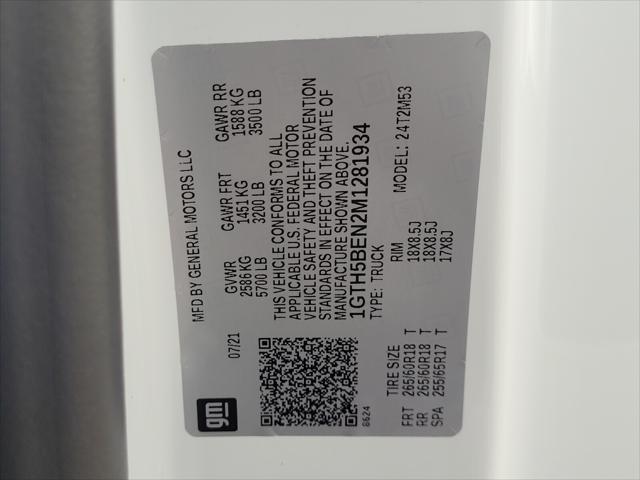 gm
MFD BY GENERAL MOTORS LLC
07/21
GVWR GAWR FRT GAWR RR
2586 KG 1451 KG 1588 KG
5700 LB 3200 LB 3500 LB
THIS VEHICLE CONFORMS TO ALL
APPLICABLE U.S. FEDERAL MOTOR
VEHICLE SAFETY AND THEFT PREVENTION
STANDARDS IN EFFECT ON THE DATE OF
MANUFACTURE SHOWN ABOVE.
1GTH5BEN2M1281934
TYPE: TRUCK MODEL: 24T2M53
8624
TIRE SIZE RIM
FRT 265/60R18 T 18X8.5J
RR 265/60R18 T 18X8.5J
SPA 255/65R17 T 17X8J